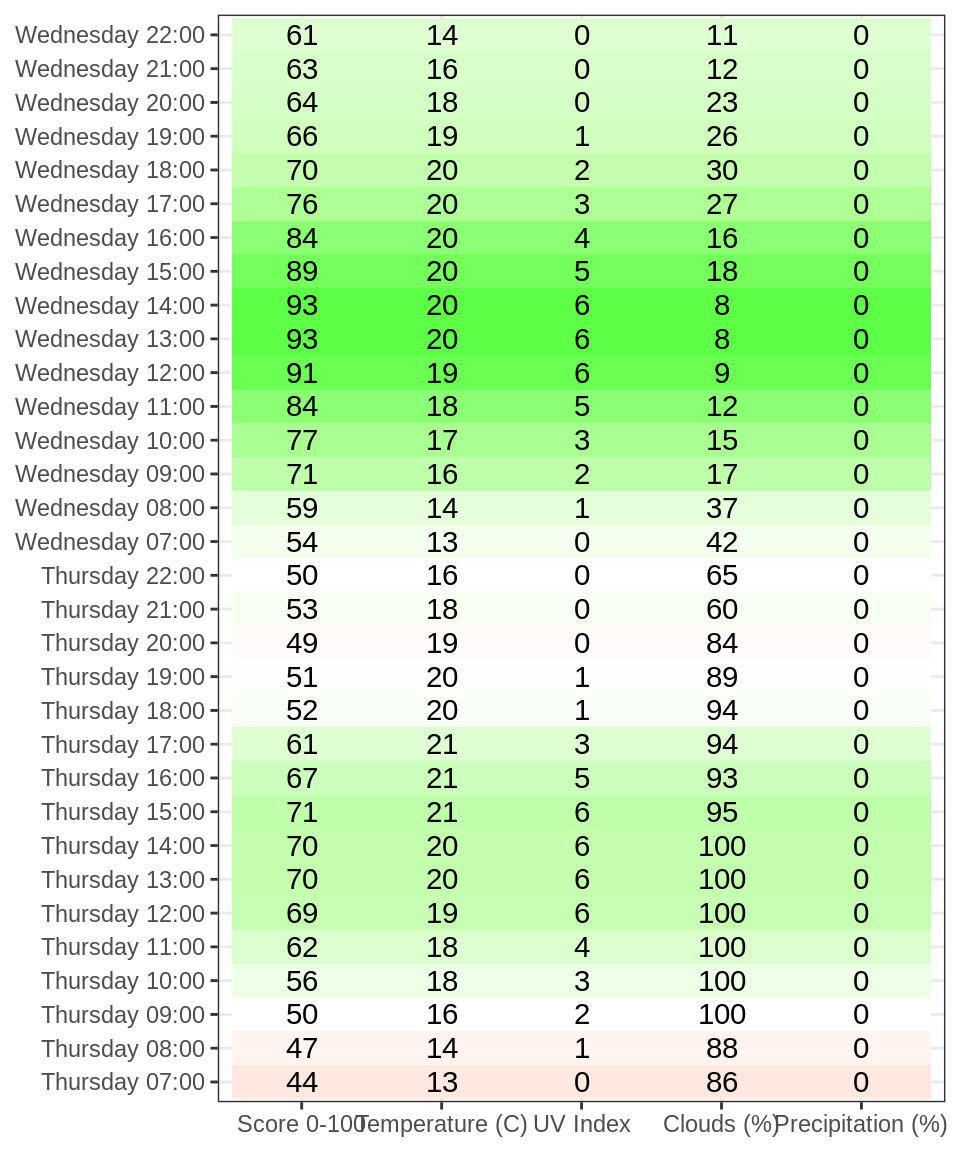 Wednesday 22:00 61 14 0 11 0
Wednesday 21:00 63 16 0 12 0
Wednesday 20:00 64 18 0 23 0
Wednesday 19:00 66 19 1 26 0
Wednesday 18:00 70 20 2 30 0
Wednesday 17:00 76 20 3 27 0
Wednesday 16:00 84 20 4 16 0
Wednesday 15:00 89 20 5 18 0
Wednesday 14:00 93 20 6 8 0
Wednesday 13:00 93 20 6 8 0
Wednesday 12:00 91 19 6 9 0
Wednesday 11:00 84 18 5 12 0
Wednesday 10:00 77 17 3 15 0
Wednesday 09:00 71 16 2 17 0
Wednesday 08:00 59 14 1 37 0
Wednesday 07:00 54 13 0 42 0
Thursday 22:00 50 16 0 65 0
Thursday 21:00 53 18 0 60 0
Thursday 20:00 49 19 0 84 0
Thursday 19:00 51 20 1 89 0
Thursday 18:00 52 20 1 94 0
Thursday 17:00 61 21 3 94 0
Thursday 16:00 67 21 5 93 0
Thursday 15:00 71 21 6 95 0
Thursday 14:00 70 20 6 100 0
Thursday 13:00 70 20 6 100 0
Thursday 12:00 69 19 6 100 0
Thursday 11:00 62 18 4 100 0
Thursday 10:00 56 18 3 100 0
Thursday 09:00 50 16 2 100 0
Thursday 08:00 47 14 1 88 0
Thursday 07:00 44 13 0 86 0
Score 0-100 Temperature (C) UV Index Clouds (%) Precipitation (%)